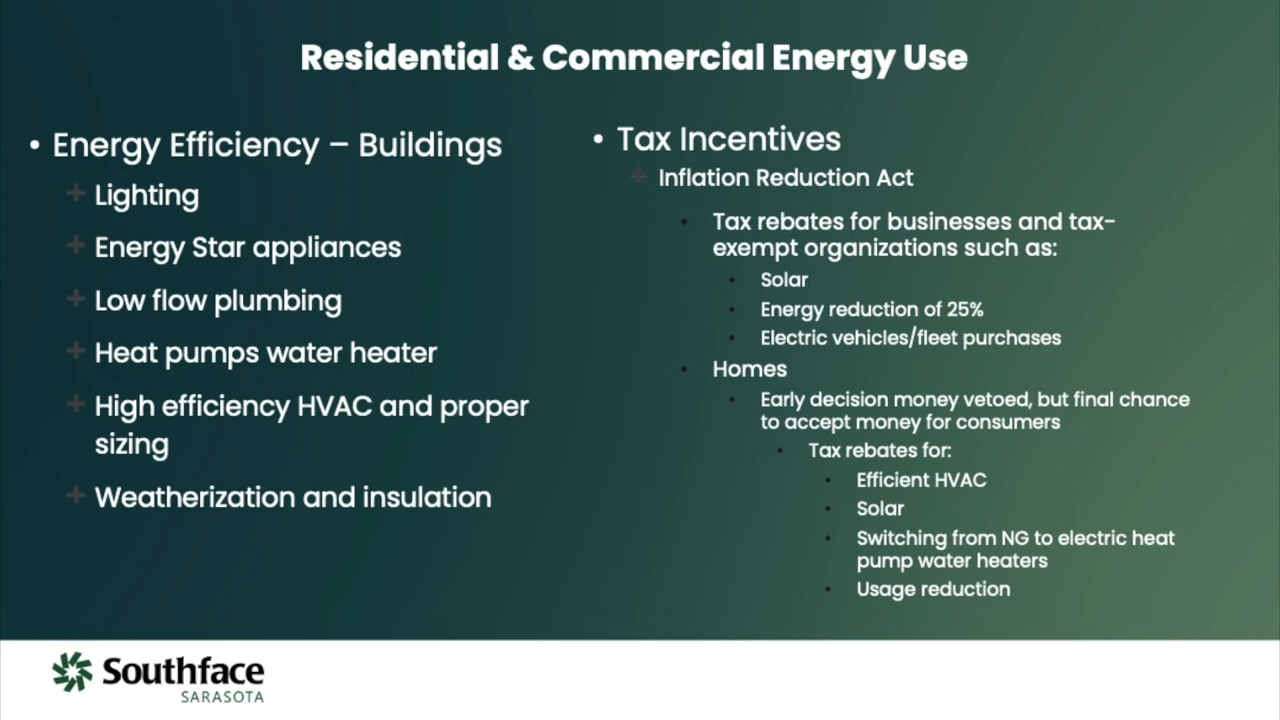 Residential & Commercial Energy Use
• Energy Efficiency – Buildings
+ Lighting
+ Energy Star appliances
+ Low flow plumbing
+ Heat pumps water heater
+ High efficiency HVAC and proper
sizing
+ Weatherization and insulation
• Tax Incentives
+ Inflation Reduction Act
• Tax rebates for businesses and tax-
exempt organizations such as:
• Solar
• Energy reduction of 25%
• Electric vehicles/fleet purchases
• Homes
• Early decision money vetoed, but final chance
to accept money for consumers
• Tax rebates for:
• Efficient HVAC
• Solar
• Switching from NG to electric heat
pump water heaters
• Usage reduction
Southface
SARASOTA